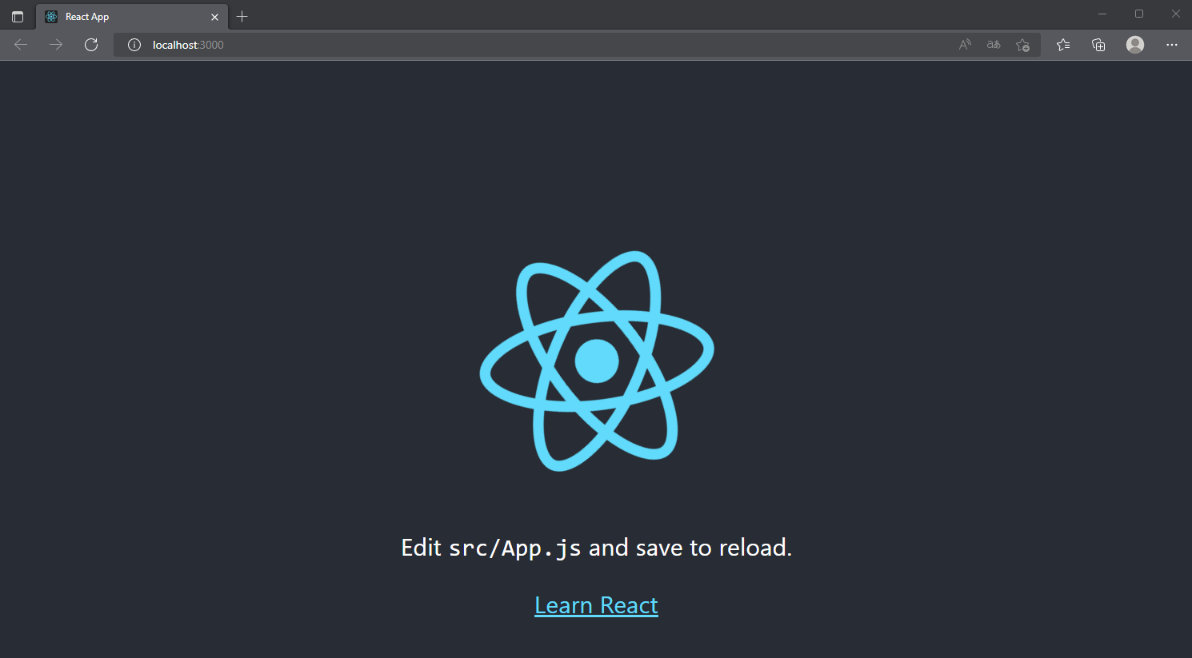 React App
localhost:3000
Edit src/App.js and save to reload.
Learn React